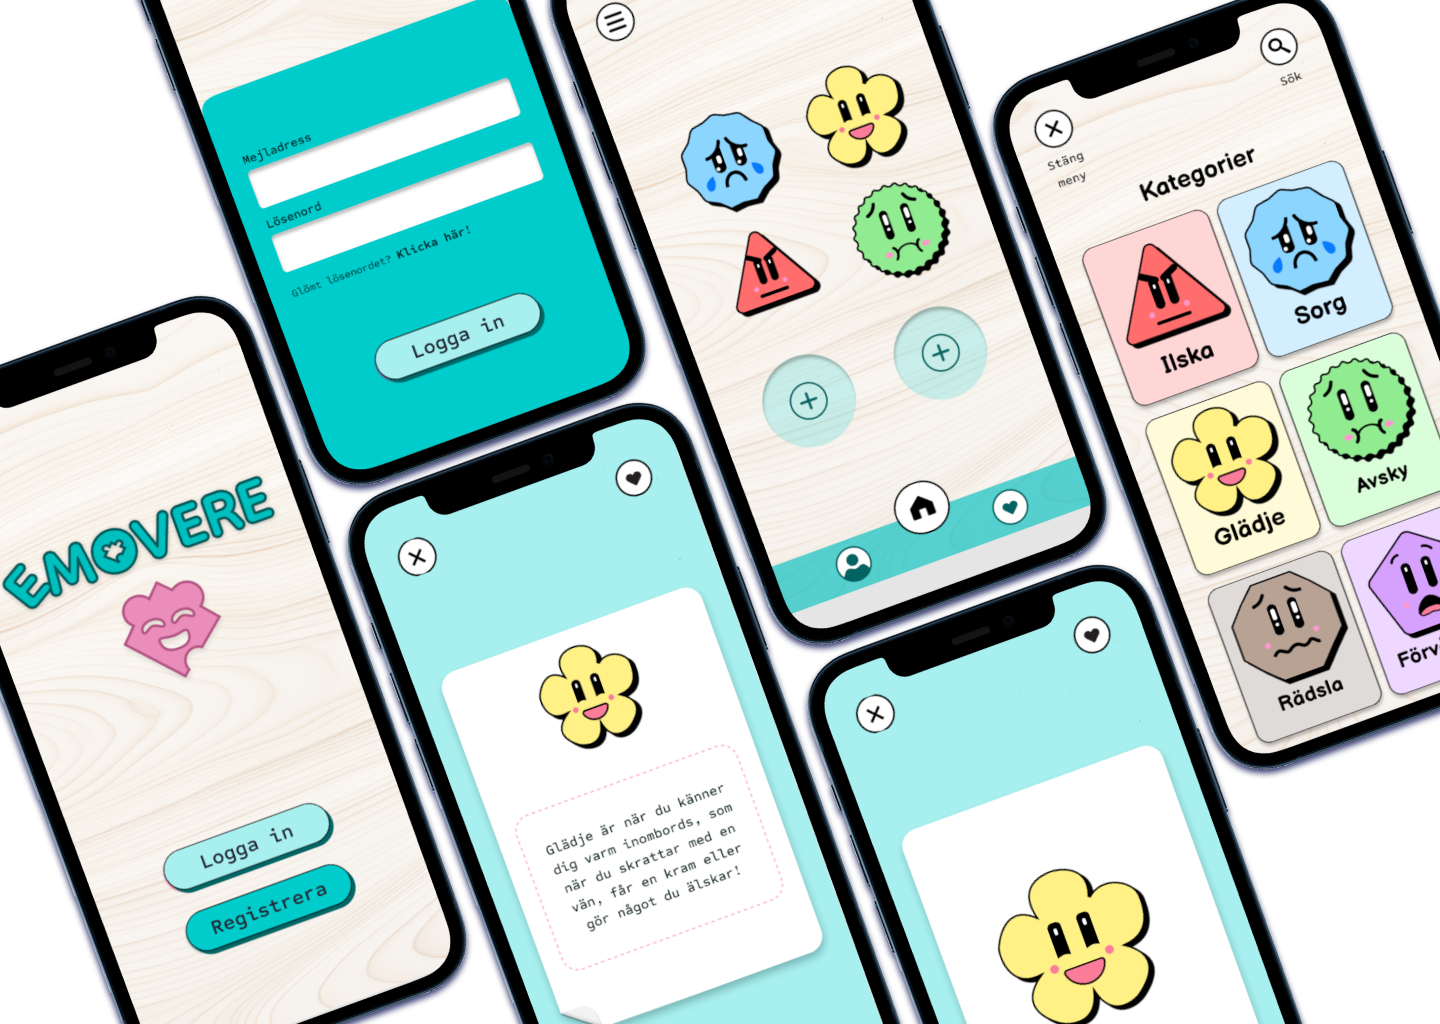 Mejladress
Lösenord
Glömt lösenordet? Klicka här!
Logga in
Sök
Stäng
meny
Kategorier
Ilska
Sorg
Glädje
Avsky
Rädsla
EMOVERE
Logga in
Registrera
Glädje är när du känner
dig varm inombords, som
när du skrattar med en
vän, får en kram eller
gör något du älskar!